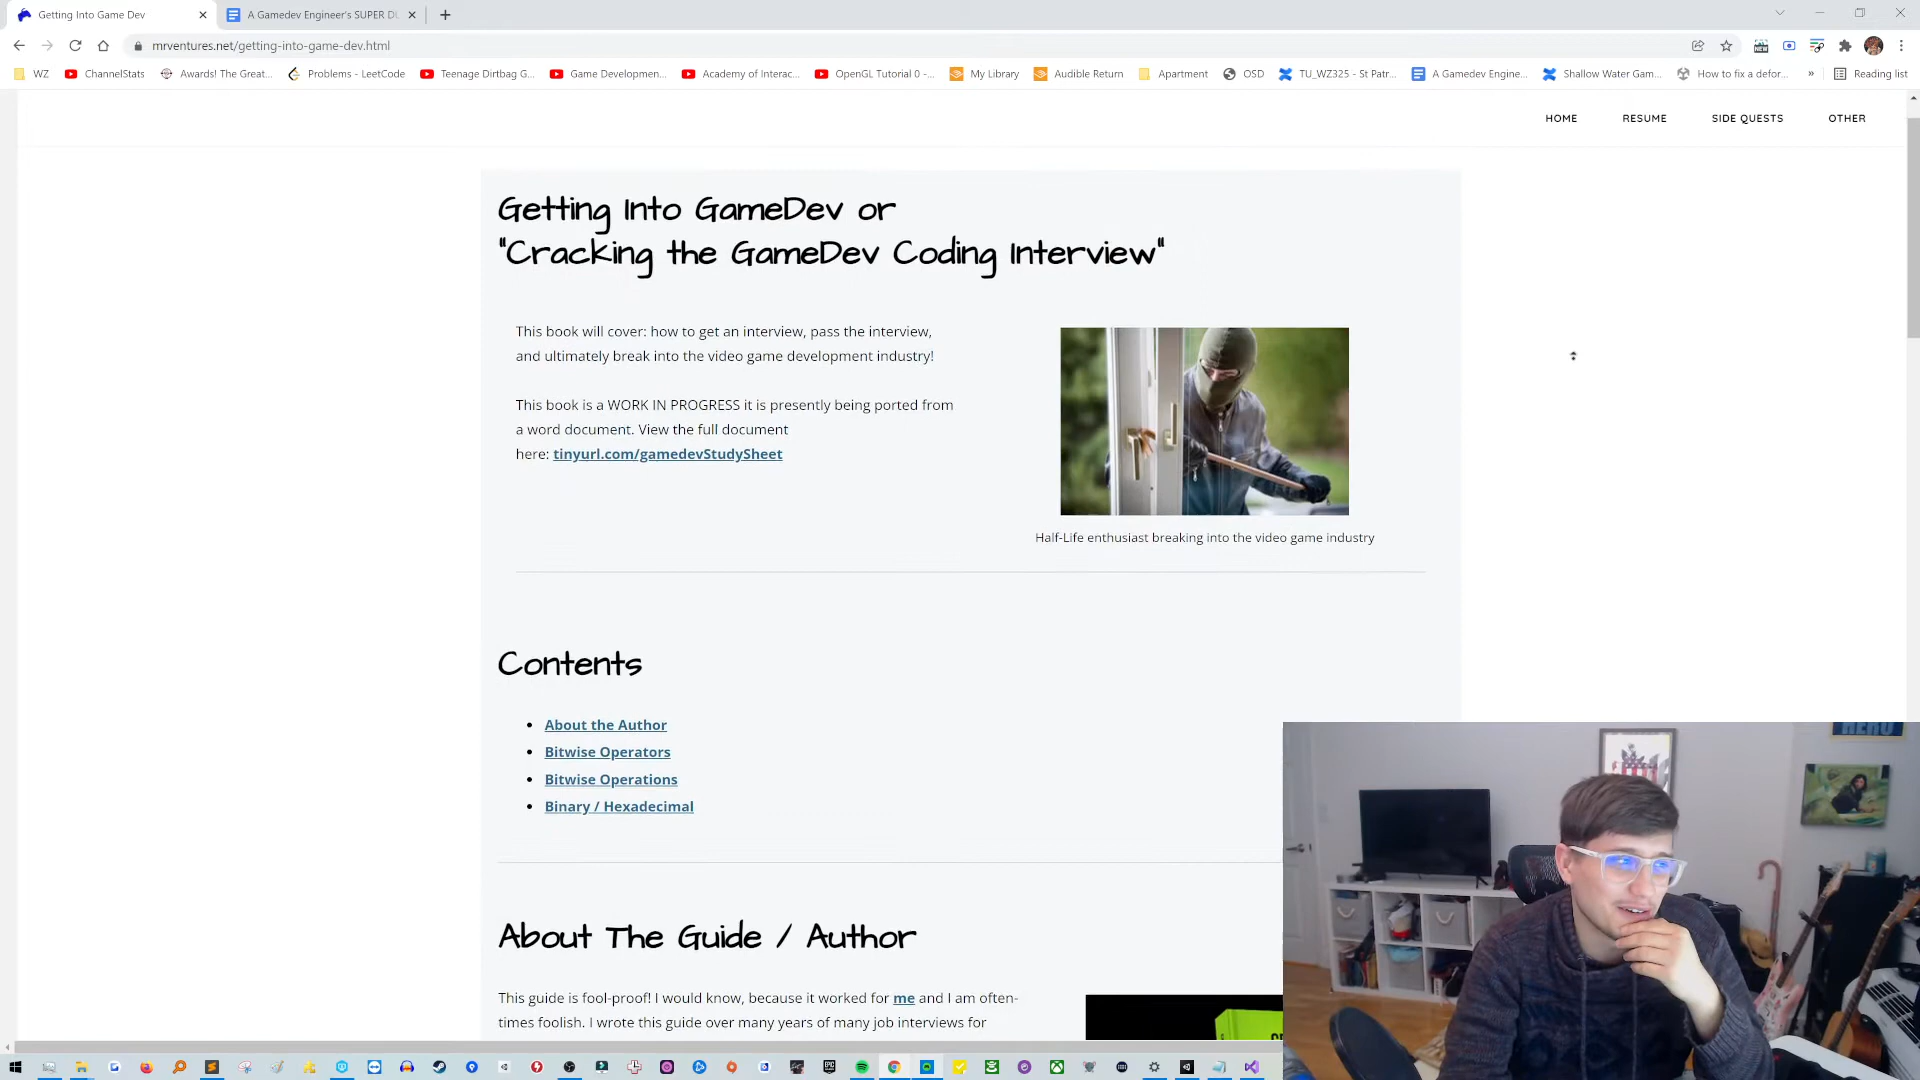 Getting Into Game Dev
A Gamedev Engineer's SUPER DU
mrventures.net/getting-into-game-dev.html
WZ
ChannelStats
Awards! The Great...
Problems - LeetCode
Teenage Dirtbag G...
Game Developmen...
Academy of Interac...
OpenGL Tutorial 0 -...
My Library
Audible Return
Apartment
OSD
TU_WZ325 - St Patr...
A Gamedev Engine...
Shallow Water Gam...
How to fix a defor...
»
Reading list
HOME
RESUME
SIDE QUESTS
OTHER
Getting Into GameDev or
"Cracking the GameDev Coding Interview"
This book will cover: how to get an interview, pass the interview,
and ultimately break into the video game development industry!
This book is a WORK IN PROGRESS it is presently being ported from
a word document. View the full document
here: tinyurl.com/gamedevStudySheet
Half-Life enthusiast breaking into the video game industry
Contents
• About the Author
• Bitwise Operators
• Bitwise Operations
• Binary / Hexadecimal
About The Guide / Author
This guide is fool-proof! I would know, because it worked for me and I am often-
times foolish. I wrote this guide over many years of many job interviews for